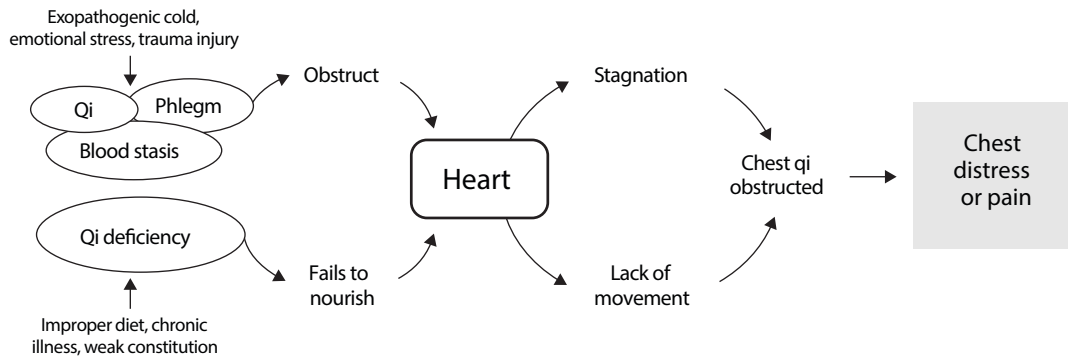 Exopathogenic cold,
emotional stress, trauma injury
Qi
Phlegm
Blood stasis
Obstruct
Stagnation
Heart
Chest qi
obstructed
Chest
distress
or pain
Qi deficiency
Fails to
nourish
Lack of
movement
Improper diet, chronic
illness, weak constitution